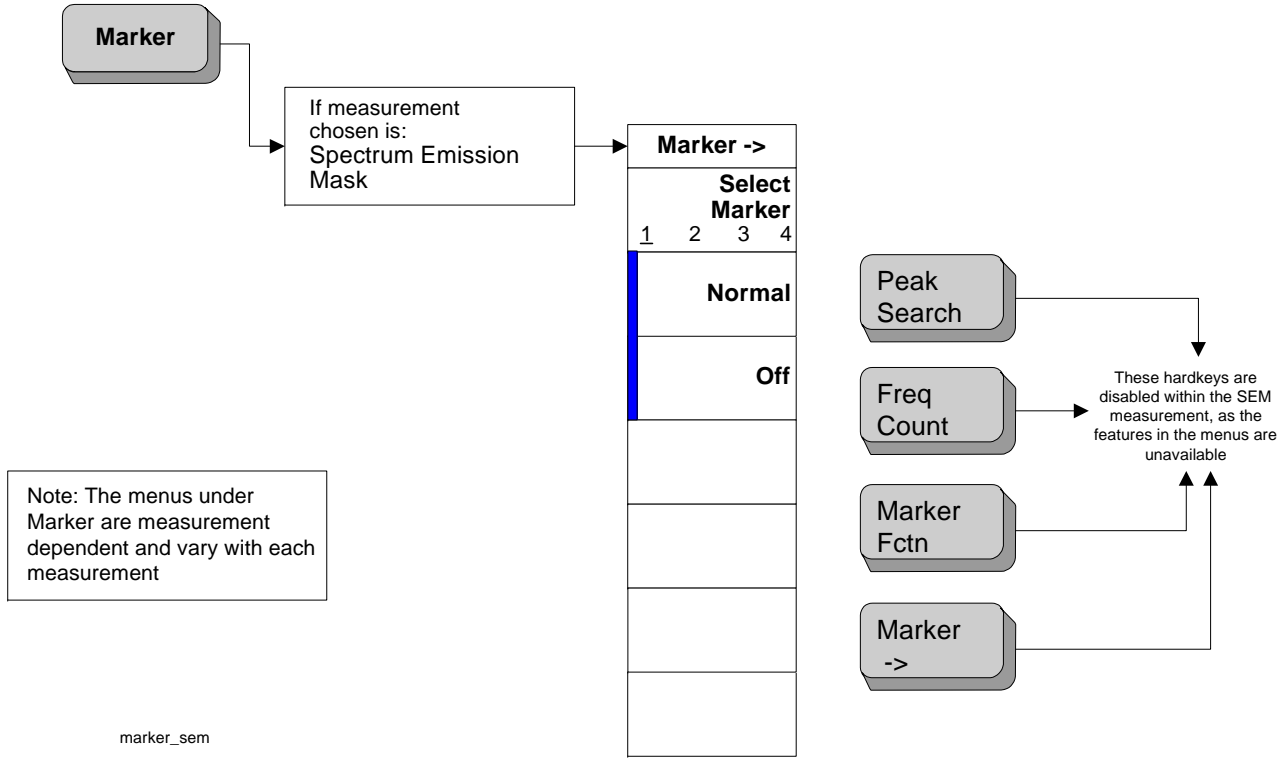 Marker
If measurement
chosen is:
Spectrum Emission
Mask
Marker ->
Select
Marker
1 2 3 4
Normal
Off
Peak
Search
Freq
Count
Marker
Fctn
Marker
->
These hardkeys are
disabled within the SEM
measurement, as the
features in the menus are
unavailable
Note: The menus under
Marker are measurement
dependent and vary with each
measurement
marker_sem